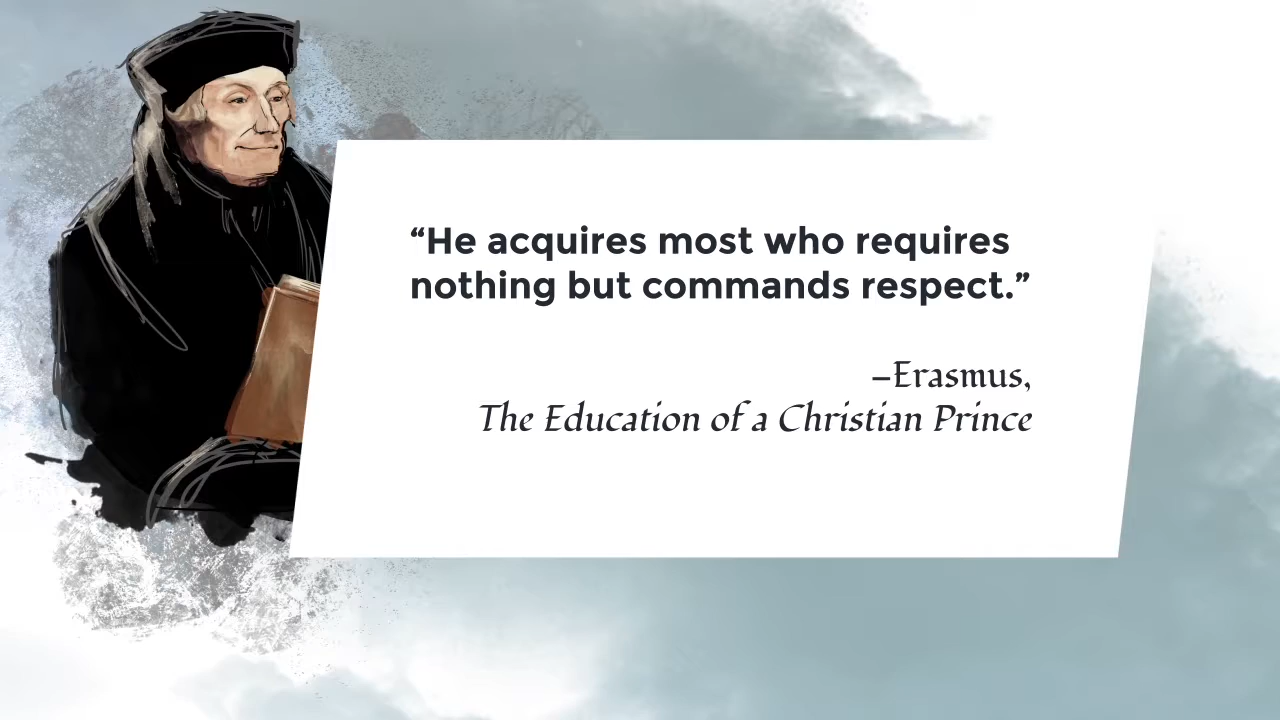 “He acquires most who requires
nothing but commands respect.”
–Erasmus,
The Education of a Christian Prince